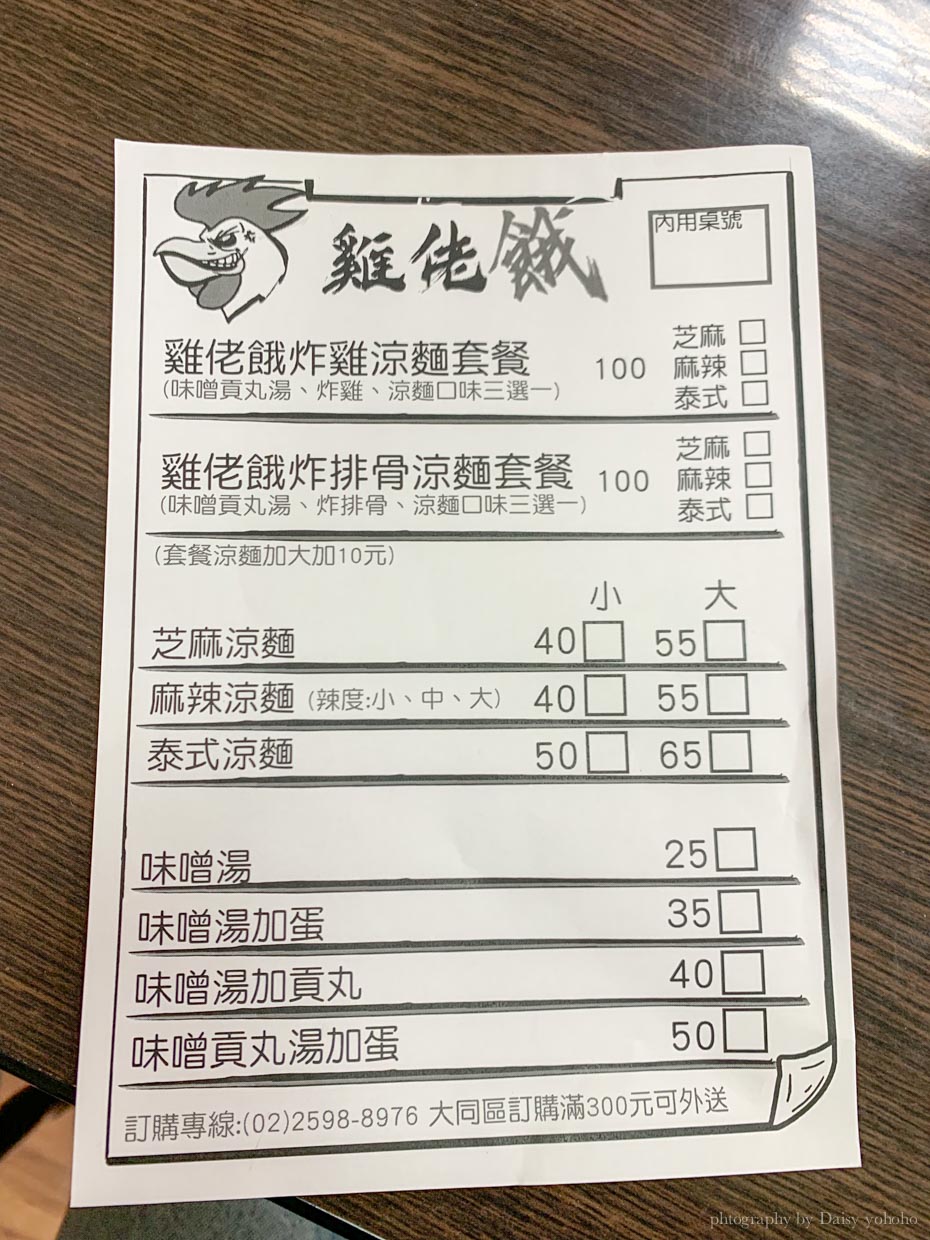 雞佬餓
內用桌號
雞佬餓炸雞涼麵套餐 100
(味噌貢丸湯、炸雞、涼麵口味三選一)
芝麻
麻辣
泰式
雞佬餓炸排骨涼麵套餐 100
(味噌貢丸湯、炸排骨、涼麵口味三選一)
芝麻
麻辣
泰式
(套餐涼麵加大加10元)
小 大
芝麻涼麵 40 55
麻辣涼麵 (辣度:小、中、大) 40 55
泰式涼麵 50 65
味噌湯 25
味噌湯加蛋 35
味噌湯加貢丸 40
味噌貢丸湯加蛋 50
訂購專線:(02)2598-8976 大同區訂購滿300元可外送
phtography by Daisy yohoho